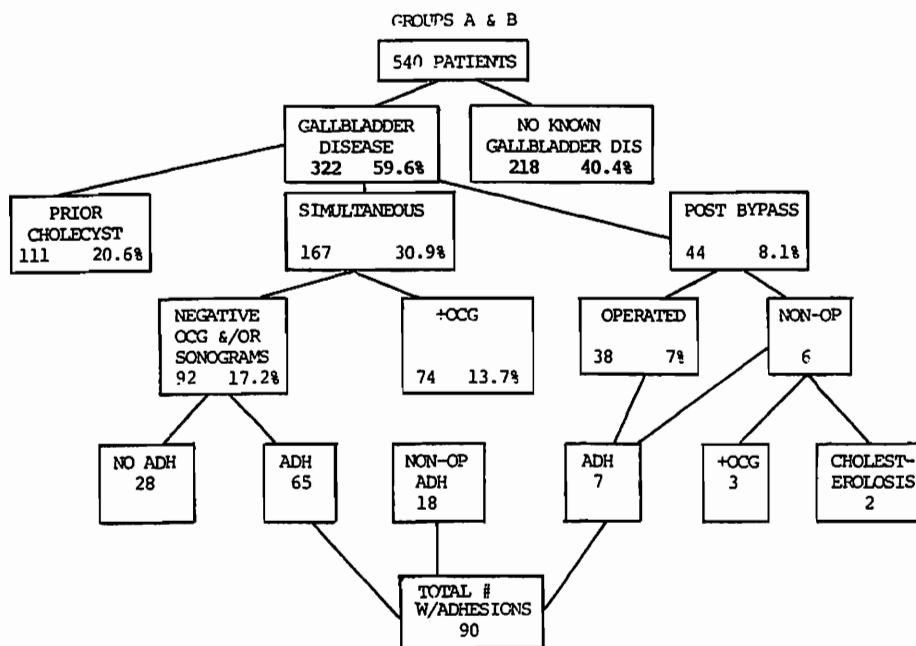 GROUPS A & B
540 PATIENTS
GALLBLADDER
DISEASE
322 59.6%
NO KNOWN
GALLBLADDER DIS
218 40.4%
PRIOR
CHOLECYST
111 20.6%
SIMULTANEOUS
167 30.9%
POST BYPASS
44 8.1%
NEGATIVE
OCG &/OR
SONOGRAMS
92 17.2%
+OCG
74 13.7%
OPERATED
38 7%
NON-OP
6
NO ADH
28
ADH
65
NON-OP
ADH
18
ADH
7
+OCG
3
CHOLEST-
EROLOSIS
2
TOTAL #
W/ADHESIONS
90